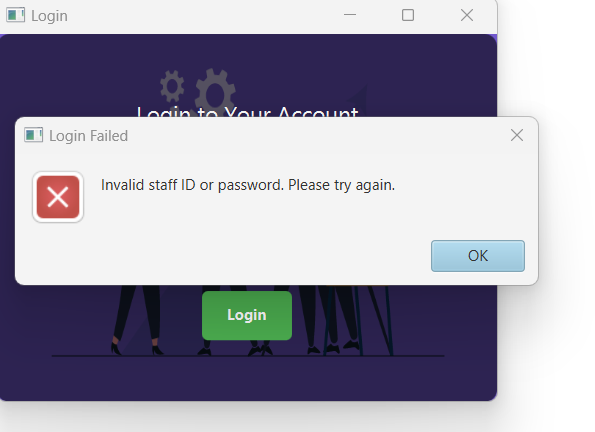 Login
Login to Your Account
Login Failed
Invalid staff ID or password. Please try again.
OK
Login